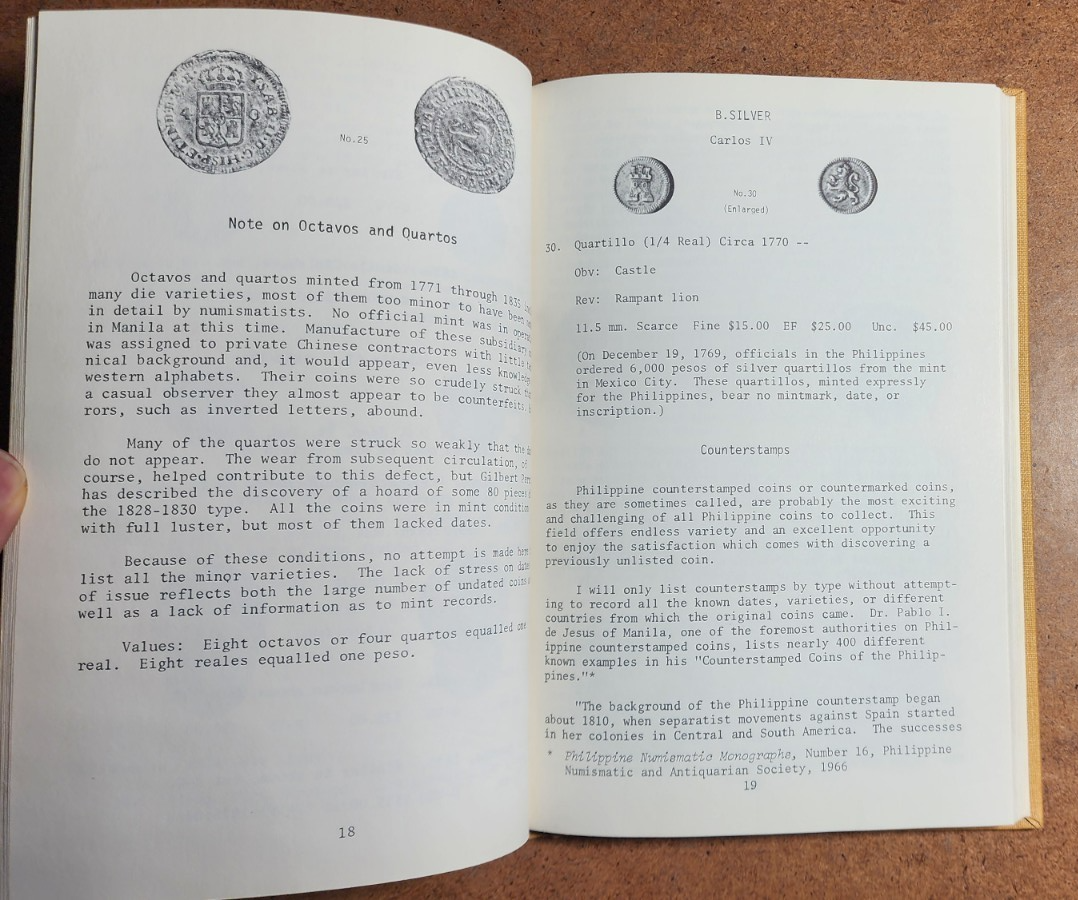 No.25
Note on Octavos and Quartos
Octavos and quartos minted from 1771 through 1835
many die varieties, most of them too minor to have been
in detail by numismatists. No official mint was in
in Manila at this time. Manufacture of these subsidiary
was assigned to private Chinese contractors with little
nical background and, it would appear, even less
western alphabets. Their coins were so crudely struck
a casual observer they almost appear to be counterfeits.
rors, such as inverted letters, abound.
Many of the quartos were struck so weakly that the
do not appear. The wear from subsequent circulation, of
course, helped contribute to this defect, but Gilbert
has described the discovery of a hoard of some 80 pieces
the 1828-1830 type. All the coins were in mint condition
with full luster, but most of them lacked dates.
Because of these conditions, no attempt is made here
list all the minor varieties. The lack of stress on dates
of issue reflects both the large number of undated coins
well as a lack of information as to mint records.
Values: Eight octavos or four quartos equalled one
real. Eight reales equalled one peso.
18
B.SILVER
Carlos IV
No.30
(Enlarged)
30. Quartillo (1/4 Real) Circa 1770 --
Obv: Castle
Rev: Rampant lion
11.5 mm. Scarce Fine $15.00 EF $25.00 Unc. $45.00
(On December 19, 1769, officials in the Philippines
ordered 6,000 pesos of silver quartillos from the mint
in Mexico City. These quartillos, minted expressly
for the Philippines, bear no mintmark, date, or
inscription.)
Counterstamps
Philippine counterstamped coins or countermarked coins,
as they are sometimes called, are probably the most exciting
and challenging of all Philippine coins to collect. This
field offers endless variety and an excellent opportunity
to enjoy the satisfaction which comes with discovering a
previously unlisted coin.
I will only list counterstamps by type without attempt-
ing to record all the known dates, varieties, or different
countries from which the original coins came. Dr. Pablo I.
de Jesus of Manila, one of the foremost authorities on Phil-
ippine counterstamped coins, lists nearly 400 different
known examples in his "Counterstamped Coins of the Philip-
pines."*
"The background of the Philippine counterstamp began
about 1810, when separatist movements against Spain started
in her colonies in Central and South America. The successes
* Philippine Numismatic Monographs, Number 16, Philippine
Numismatic and Antiquarian Society, 1966
19